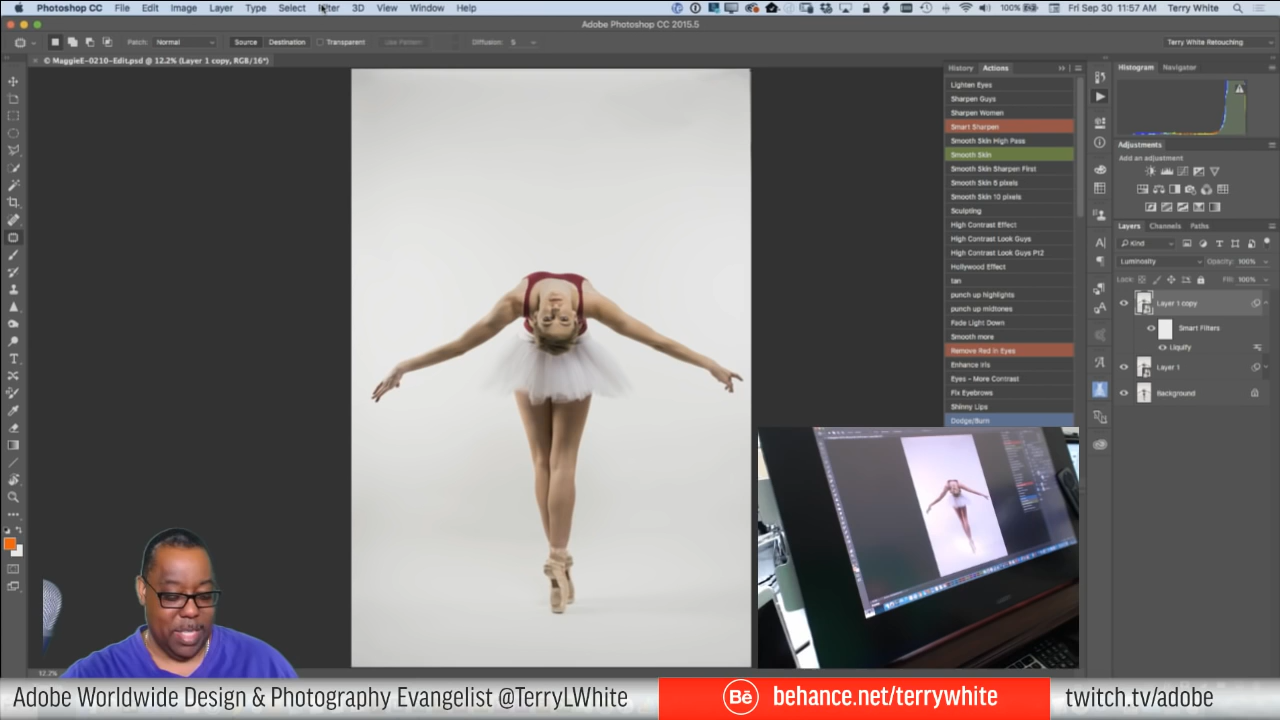 Photoshop CC File Edit Image Layer Type Select Filter 3D View Window Help 100% Fri Sep 30 11:57 AM Terry White
Adobe Photoshop CC 2015.5
Patch: Normal Source Destination Transparent Use Pattern Diffusion: 5 Terry White Retouching
× © MaggieE-0210-Edit.psd @ 12.2% (Layer 1 copy, RGB/16*)
History Actions
Lighten Eyes
Sharpen Guys
Sharpen Women
Smart Sharpen
Smooth Skin High Pass
Smooth Skin
Smooth Skin Sharpen First
Smooth Skin 5 pixels
Smooth Skin 10 pixels
Sculpting
High Contrast Effect
High Contrast Look Guys
High Contrast Look Guys P12
Hollywood Effect
tan
punch up highlights
punch up midtones
Fade Light Down
Smooth more
Remove Red in Eyes
Enhance Iris
Eyes - More Contrast
Fix Eyebrows
Shinny Lips
Dodge/Burn
Histogram Navigator
Adjustments
Add an adjustment
Layers Channels Paths
Kind
Luminosity Opacity: 100%
Lock: Fill: 100%
Layer 1 copy
Smart Filters
Liquify
Layer 1
Background
12.2%
Adobe Worldwide Design & Photography Evangelist @TerryLWhite
Bē behance.net/terrywhite
twitch.tv/adobe